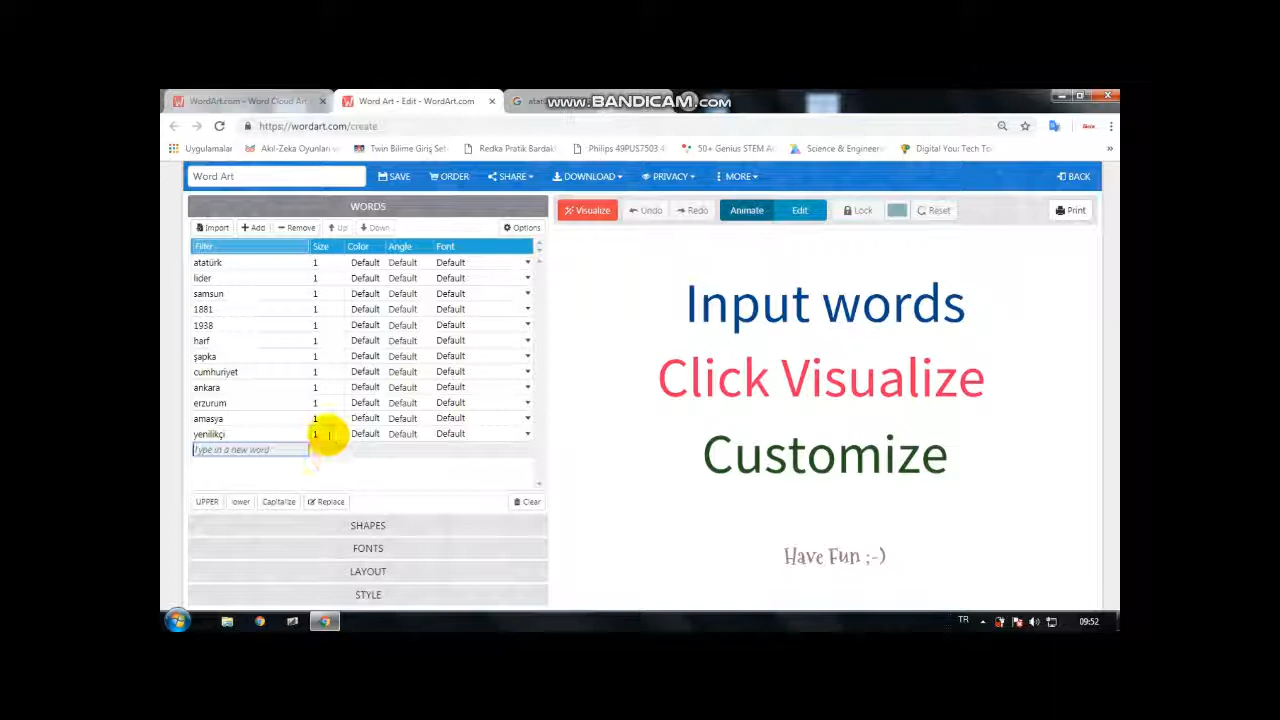 WordArt.com - Word Cloud Art
Word Art - Edit - WordArt.com
www.BANDICAM.com
https://wordart.com/create
Uygulamalar
Akıl-Zeka Oyunları
Twin Bilime Giriş Set
Redka Pratik Bardak
Philips 49PUS7503
50+ Genius STEM A
Science & Engineer
Digital You: Tech To
Word Art
SAVE
ORDER
SHARE
DOWNLOAD
PRIVACY
MORE
BACK
WORDS
Import
Add
Remove
Up
Down
Options
Visualize
Undo
Redo
Animate
Edit
Lock
Reset
Print
Filter... Size Color Angle Font
atatürk 1 Default Default Default
lider 1 Default Default Default
samsun 1 Default Default Default
1881 1 Default Default Default
1938 1 Default Default Default
harf 1 Default Default Default
şapka 1 Default Default Default
cumhuriyet 1 Default Default Default
ankara 1 Default Default Default
erzurum 1 Default Default Default
amasya 1 Default Default Default
yenilikçi 1 Default Default Default
Type in a new word
UPPER
lower
Capitalize
Replace
Clear
SHAPES
FONTS
LAYOUT
STYLE
Input words
Click Visualize
Customize
Have Fun ;-)
TR
09:52